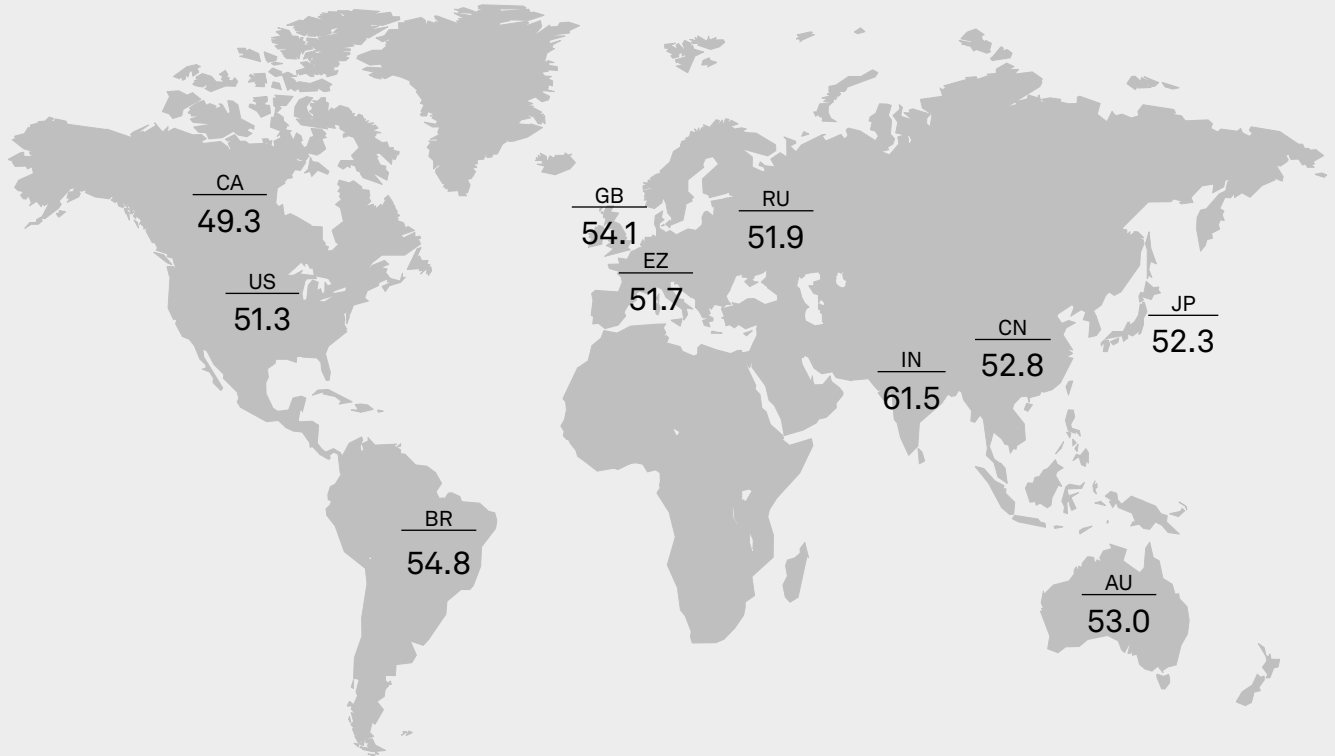 CA
49.3
GB
54.1
RU
51.9
EZ
51.7
US
51.3
JP
52.3
CN
52.8
IN
61.5
BR
54.8
AU
53.0